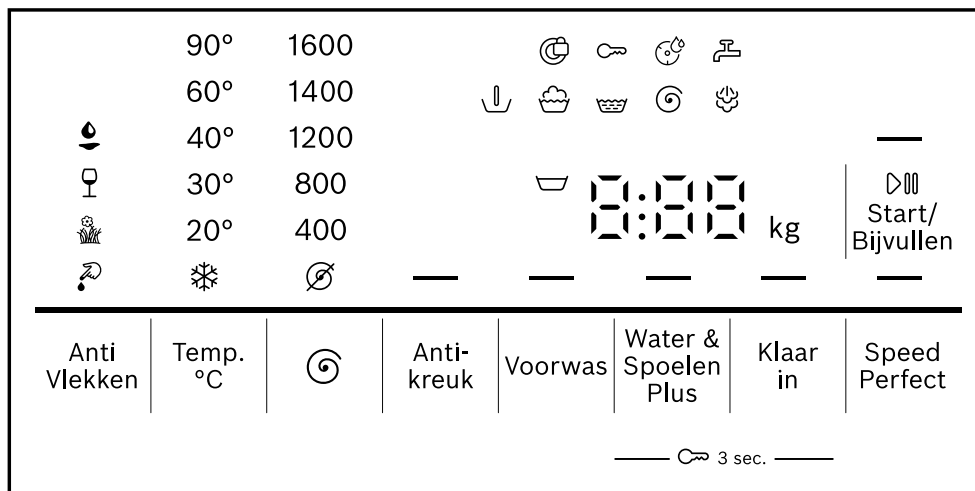 90° 1600
60° 1400
40° 1200
30° 800
20° 400
8:88 kg
Start/
Bijvullen
Anti
Vlekken
Temp.
°C
Anti-
kreuk
Voorwas
Water &
Spoelen
Plus
Klaar
in
Speed
Perfect
3 sec.